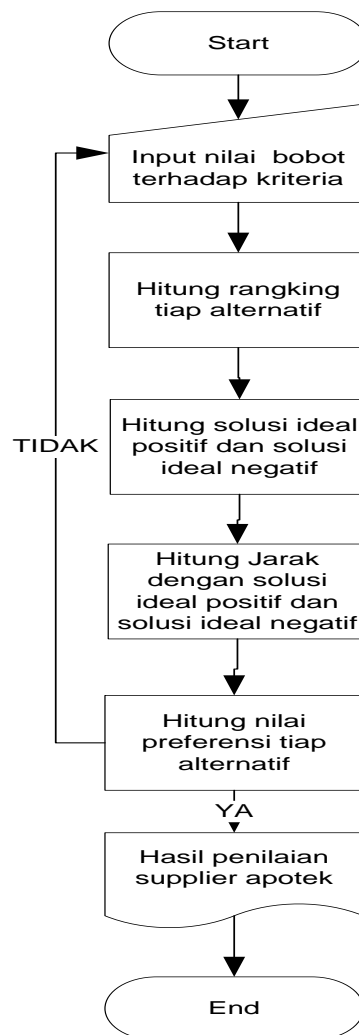 Start
Input nilai bobot
terhadap kriteria
Hitung rangking
tiap alternatif
Hitung solusi ideal
positif dan solusi
ideal negatif
TIDAK
Hitung Jarak
dengan solusi
ideal positif dan
solusi ideal negatif
Hitung nilai
preferensi tiap
alternatif
YA
Hasil penilaian
supplier apotek
End